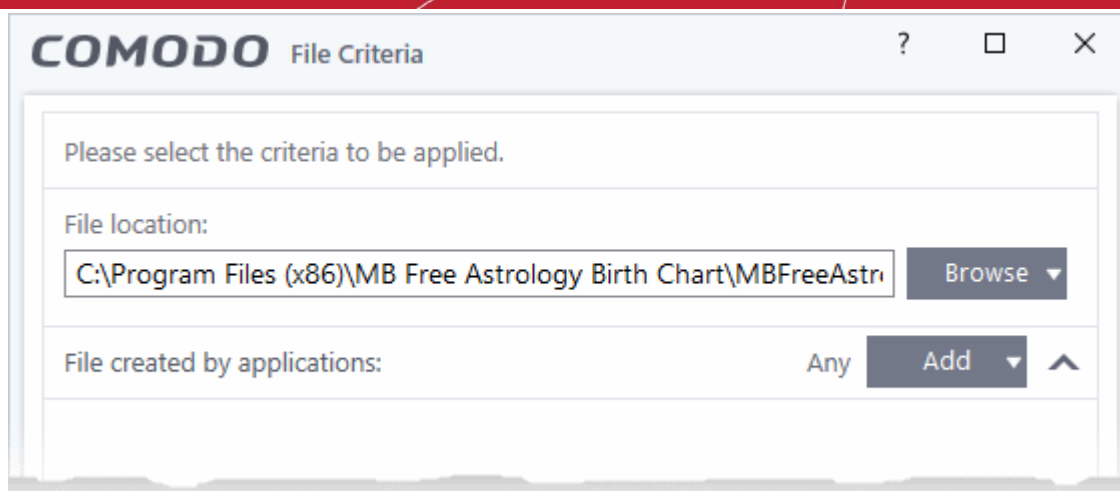 COMODO File Criteria ?
Please select the criteria to be applied.
File location:
C:\Program Files (x86)\MB Free Astrology Birth Chart\MBFreeAstr Browse
File created by applications: Any Add